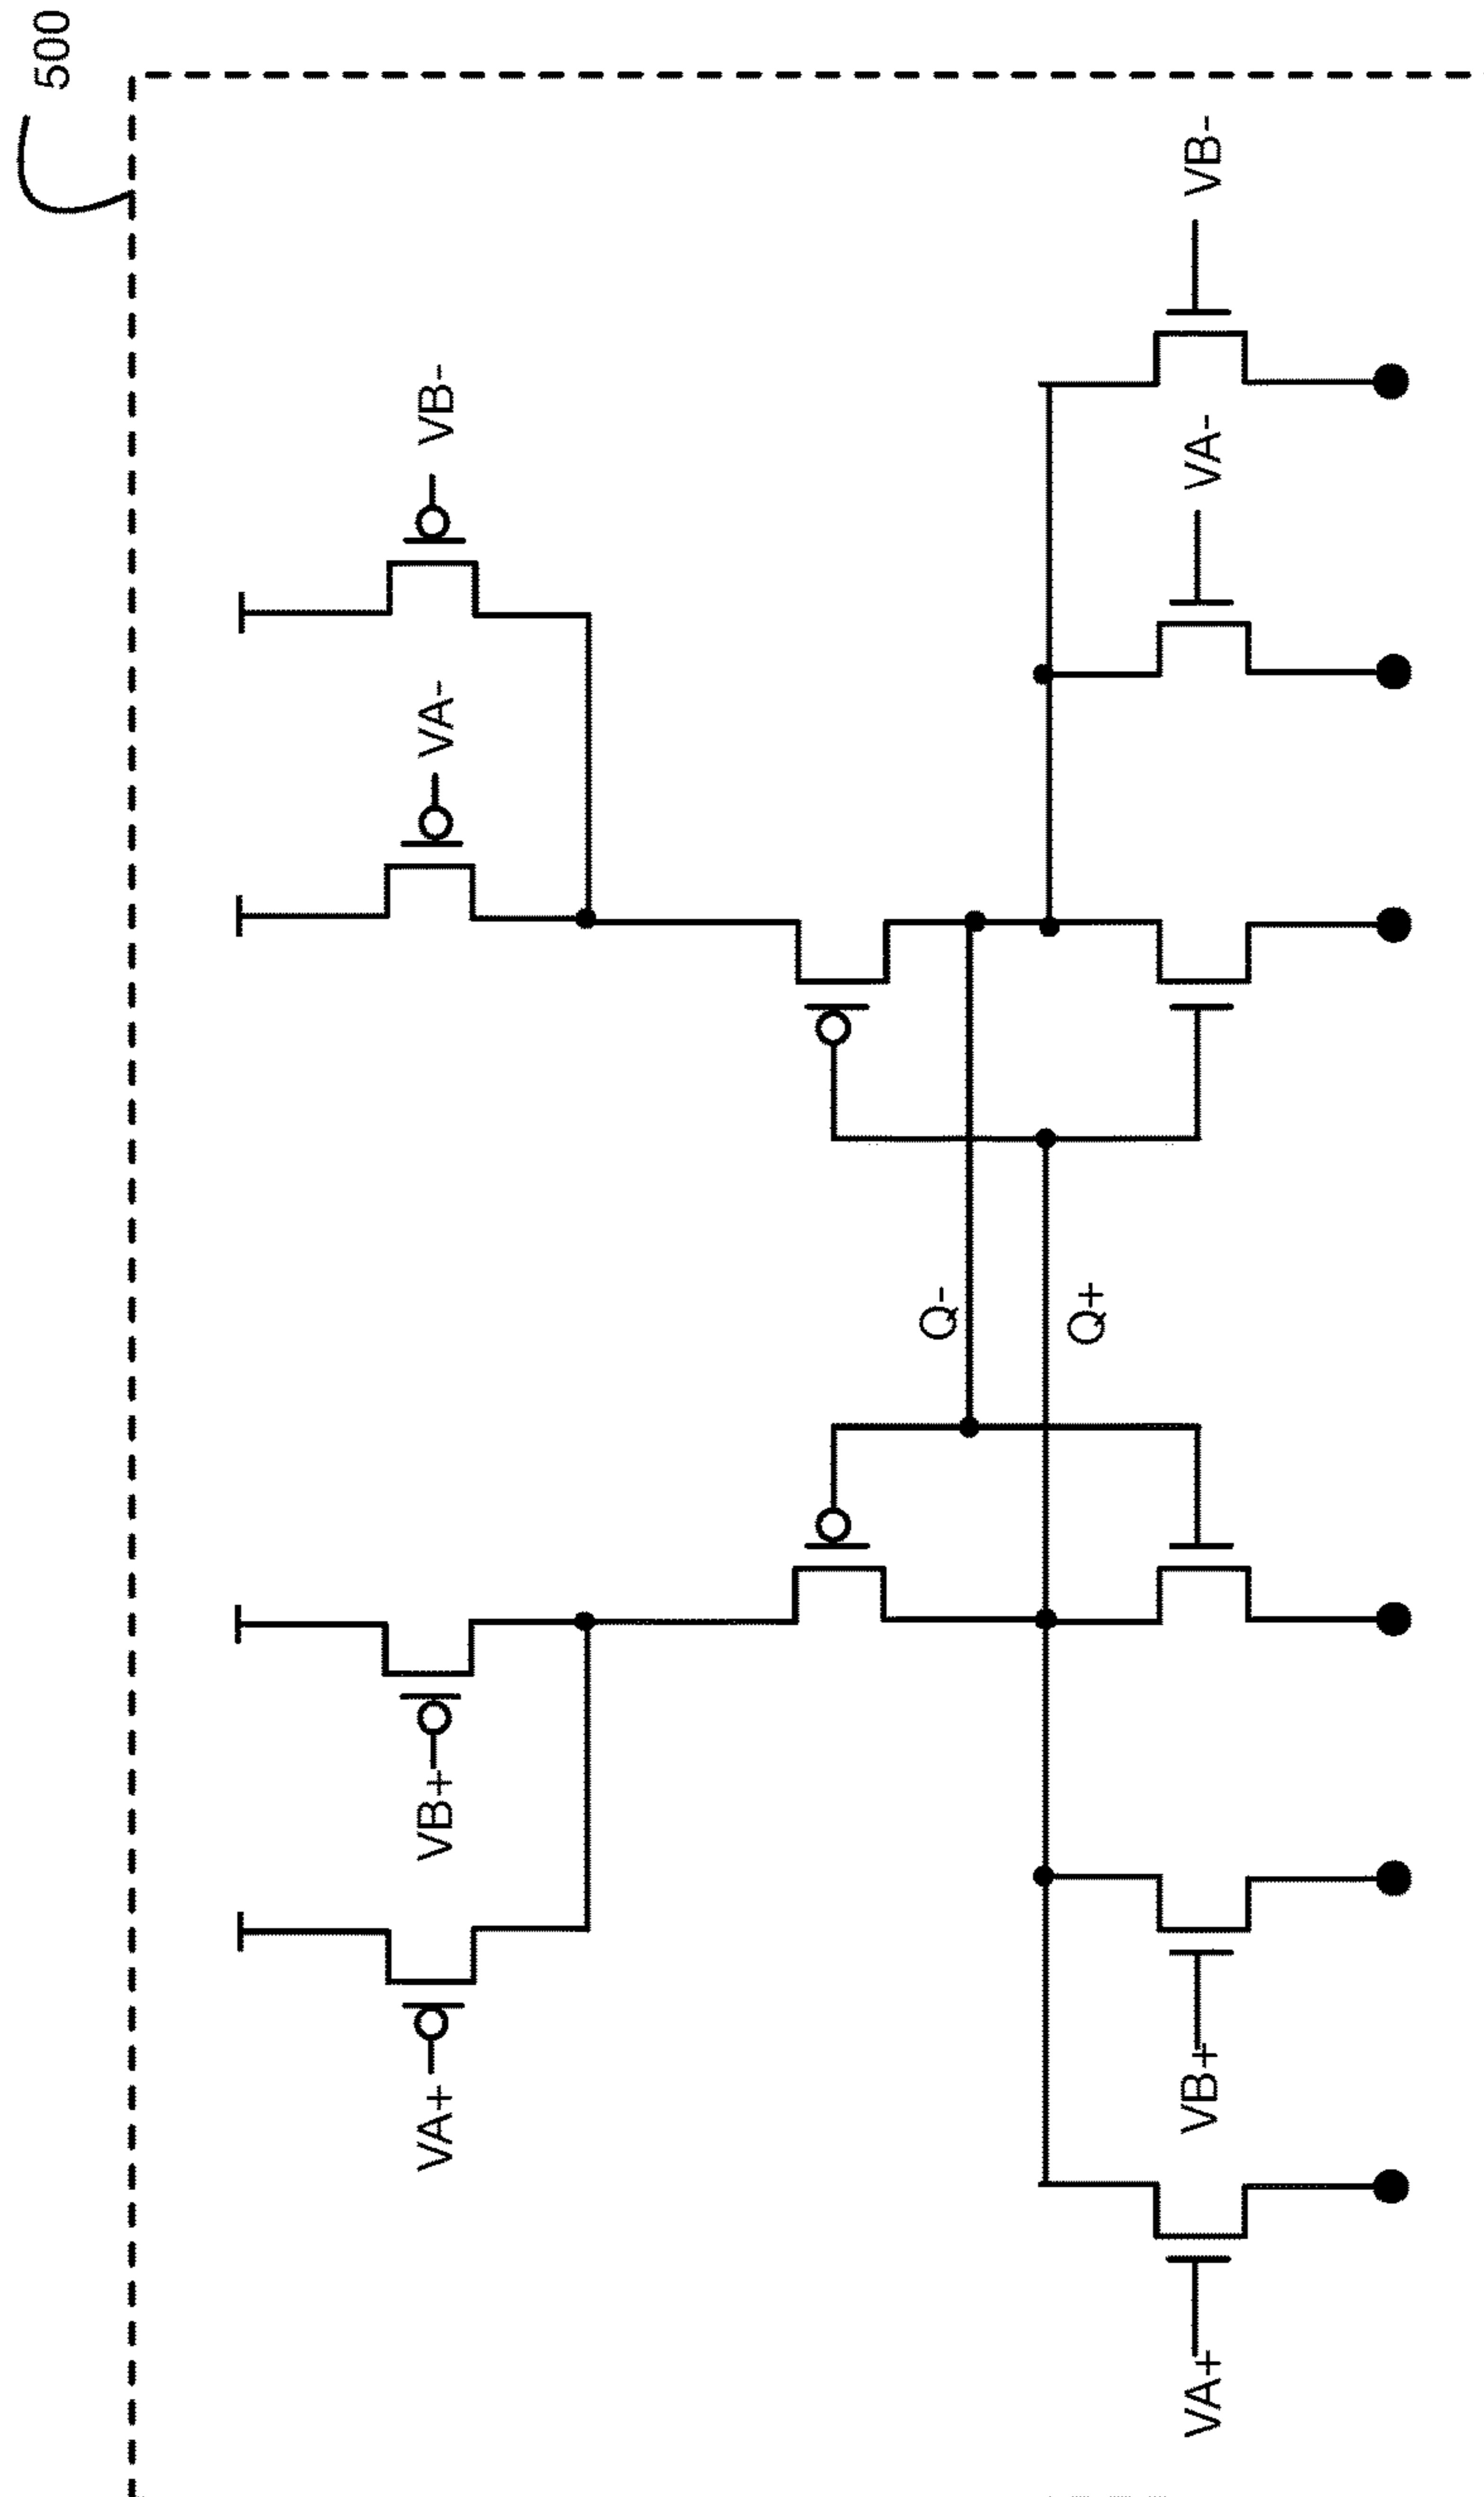 500
VA+
VB+
VA-
VB-
Q-
Q+
VA+
VB+
VA-
VB-